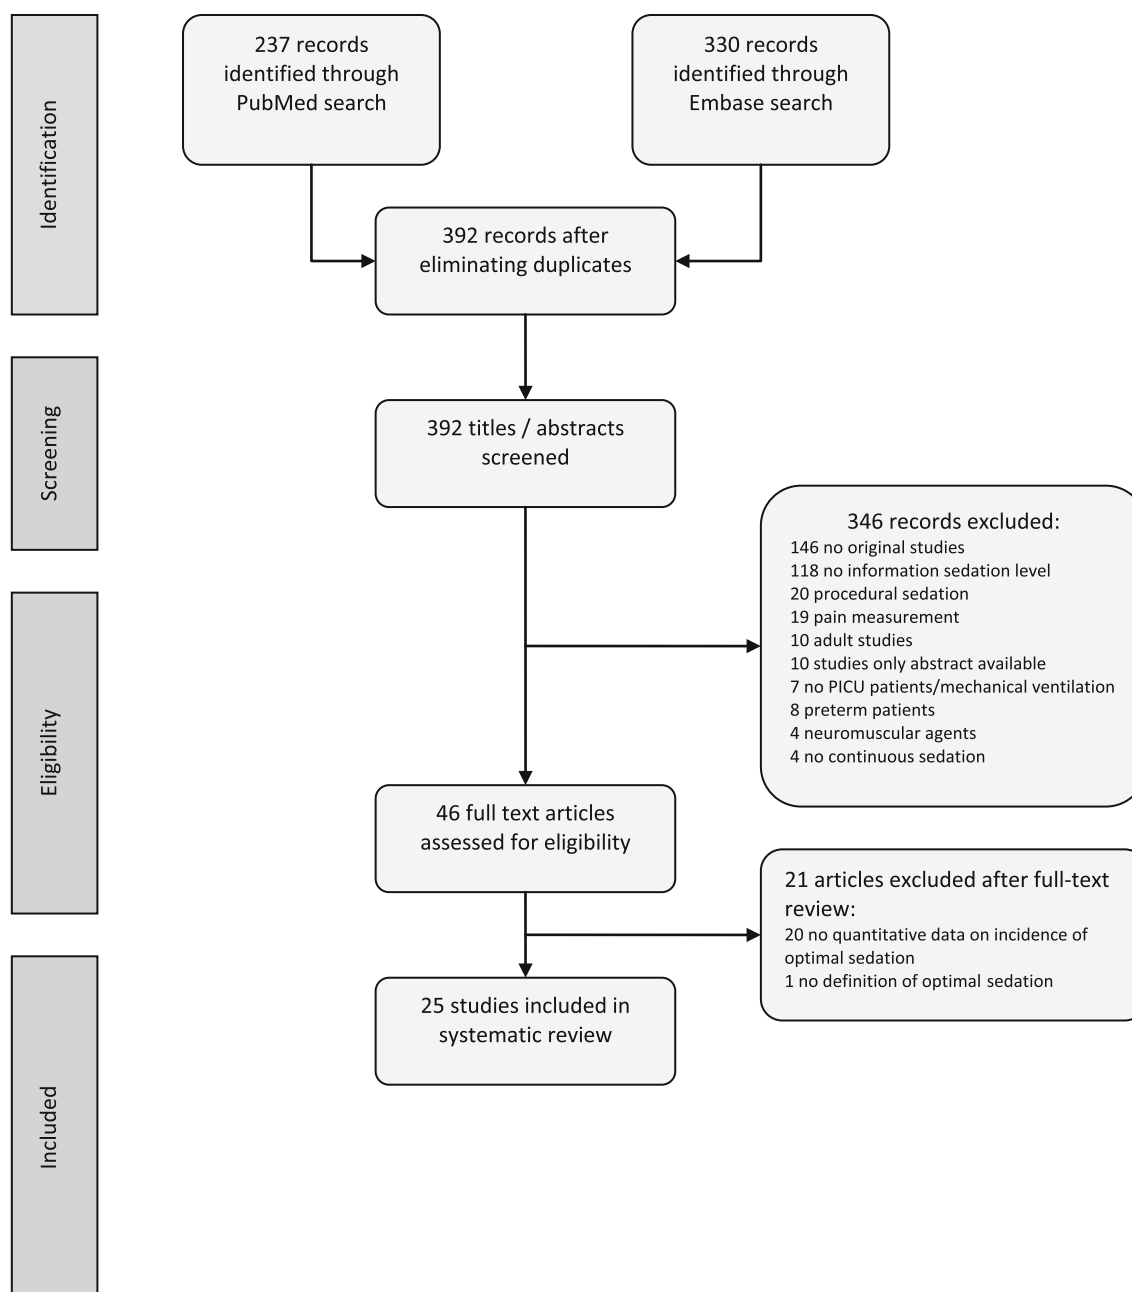 Identification
237 records
identified through
PubMed search
330 records
identified through
Embase search
392 records after
eliminating duplicates
Screening
392 titles / abstracts
screened
346 records excluded:
146 no original studies
118 no information sedation level
20 procedural sedation
19 pain measurement
10 adult studies
10 studies only abstract available
7 no PICU patients/mechanical ventilation
8 preterm patients
4 neuromuscular agents
4 no continuous sedation
Eligibility
46 full text articles
assessed for eligibility
21 articles excluded after full-text
review:
20 no quantitative data on incidence of
optimal sedation
1 no definition of optimal sedation
Included
25 studies included in
systematic review